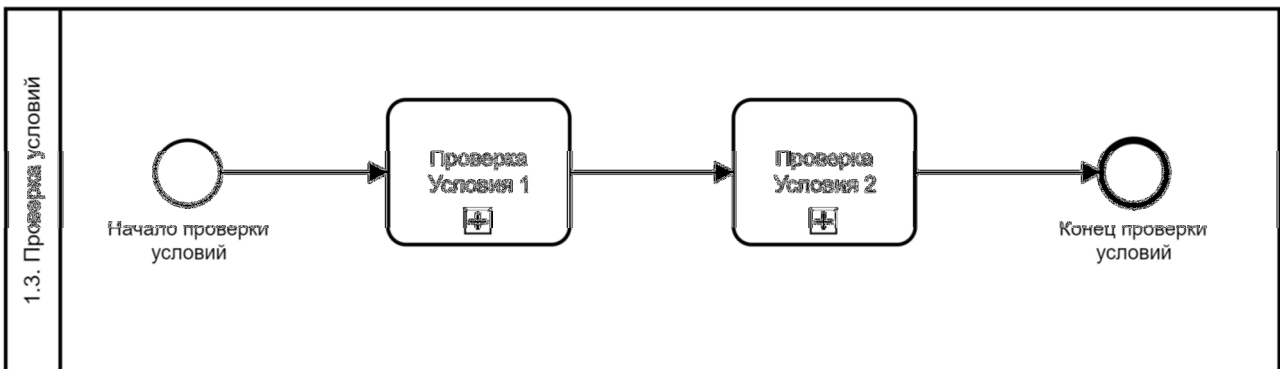 1.3. Проверка условий
Начало проверки
условий
Проверка
Условия 1
Проверка
Условия 2
Конец проверки
условий